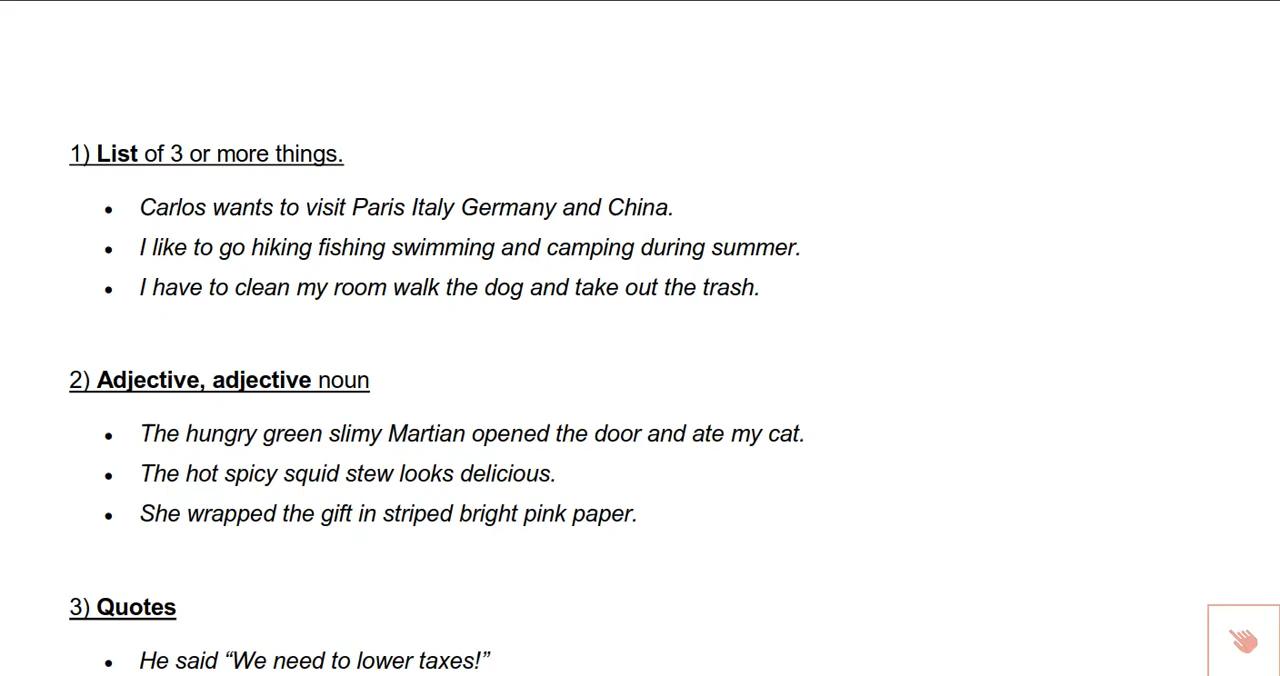 1) List of 3 or more things.
• Carlos wants to visit Paris Italy Germany and China.
• I like to go hiking fishing swimming and camping during summer.
• I have to clean my room walk the dog and take out the trash.
2) Adjective, adjective noun
• The hungry green slimy Martian opened the door and ate my cat.
• The hot spicy squid stew looks delicious.
• She wrapped the gift in striped bright pink paper.
3) Quotes
• He said “We need to lower taxes!”